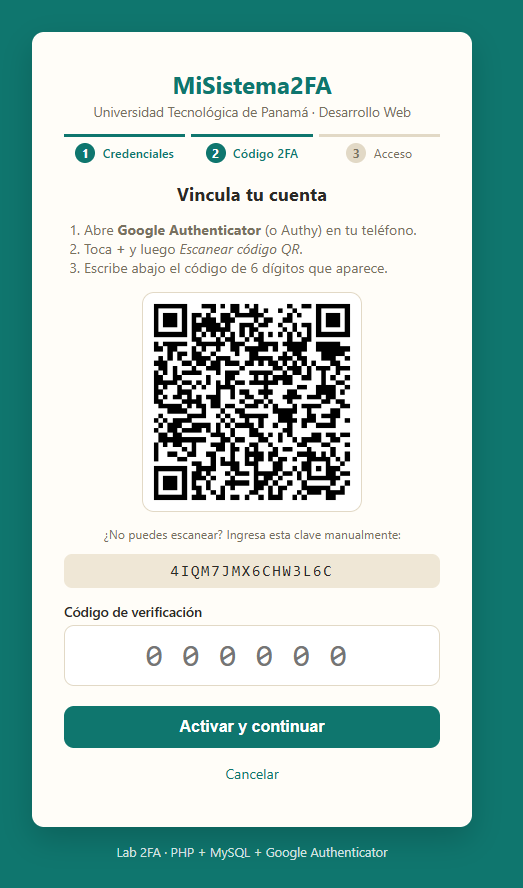 MiSistema2FA
Universidad Tecnológica de Panamá · Desarrollo Web
1 Credenciales 2 Código 2FA 3 Acceso
Vincula tu cuenta
1. Abre Google Authenticator (o Authy) en tu teléfono.
2. Toca + y luego Escanear código QR.
3. Escribe abajo el código de 6 dígitos que aparece.
¿No puedes escanear? Ingresa esta clave manualmente:
4IQM7JMX6CHW3L6C
Código de verificación
0 0 0 0 0 0
Activar y continuar
Cancelar
Lab 2FA · PHP + MySQL + Google Authenticator